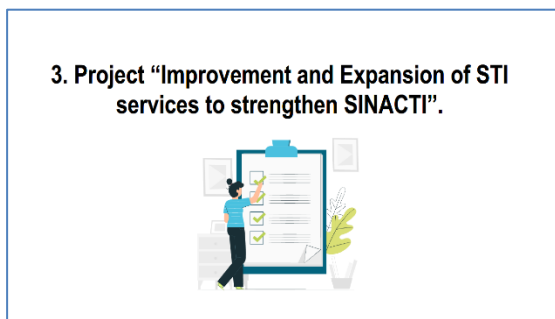 3. Project “Improvement and Expansion of STI
services to strengthen SINACTI”.